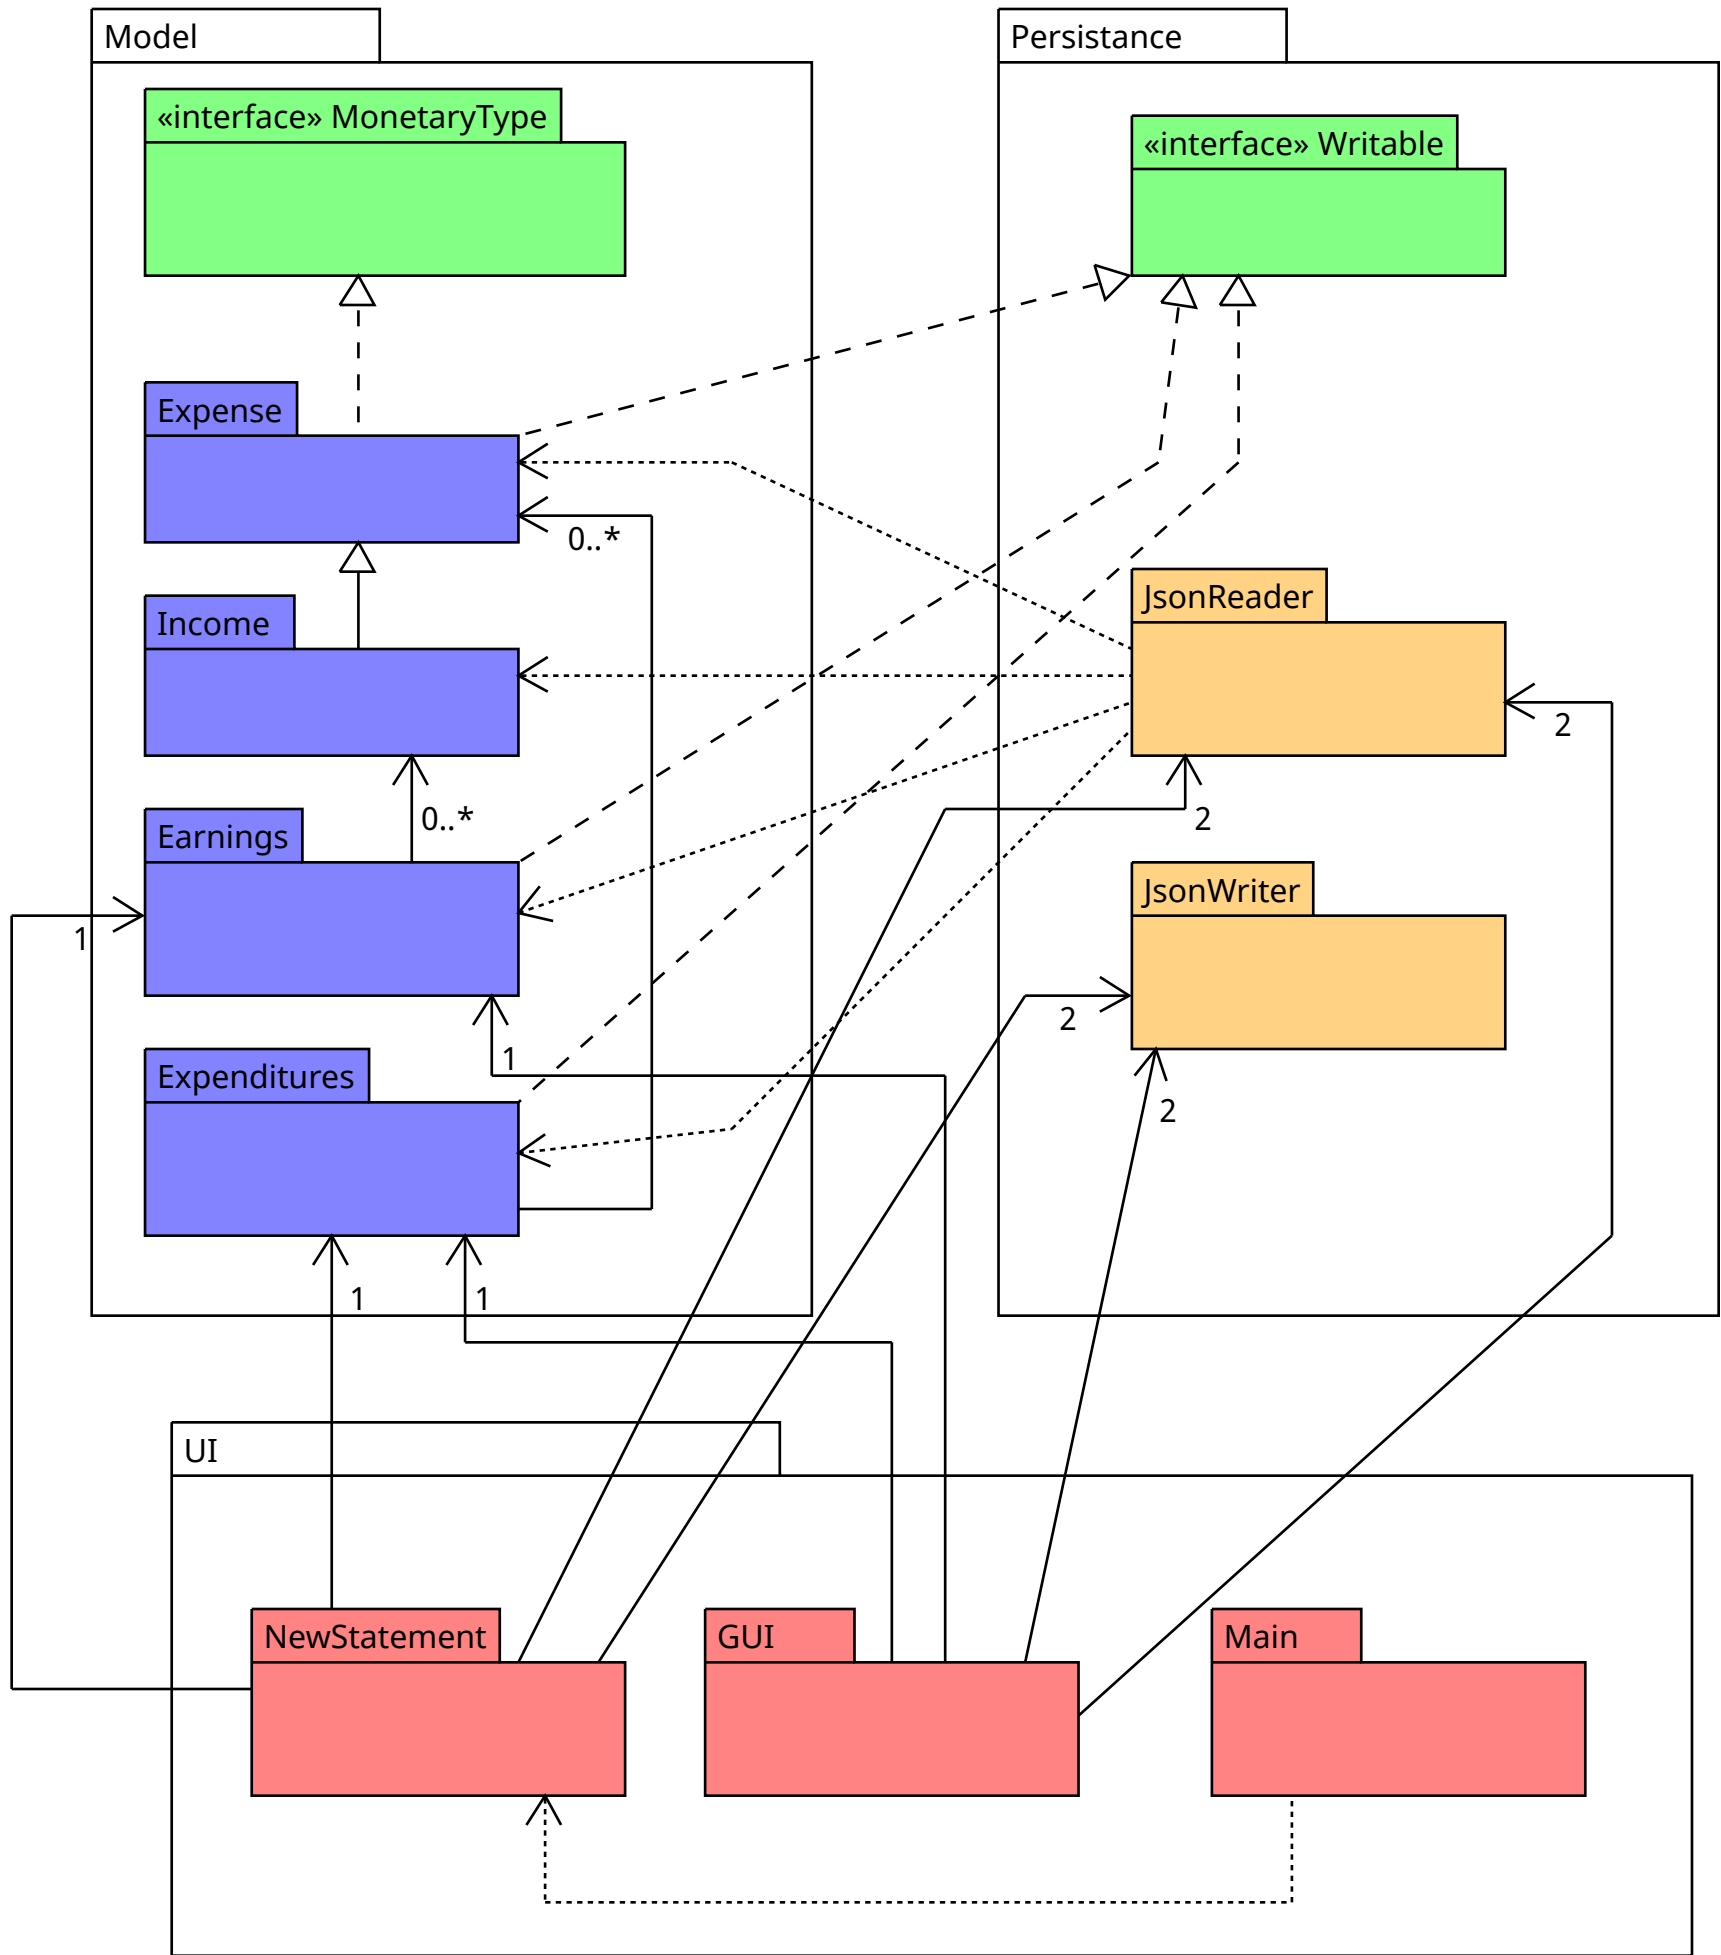 Model
Persistance
«interface» MonetaryType
«interface» Writable
Expense
0..*
JsonReader
Income
2
0..*
2
Earnings
JsonWriter
1
2
1
Expenditures
2
1
1
UI
NewStatement
GUI
Main